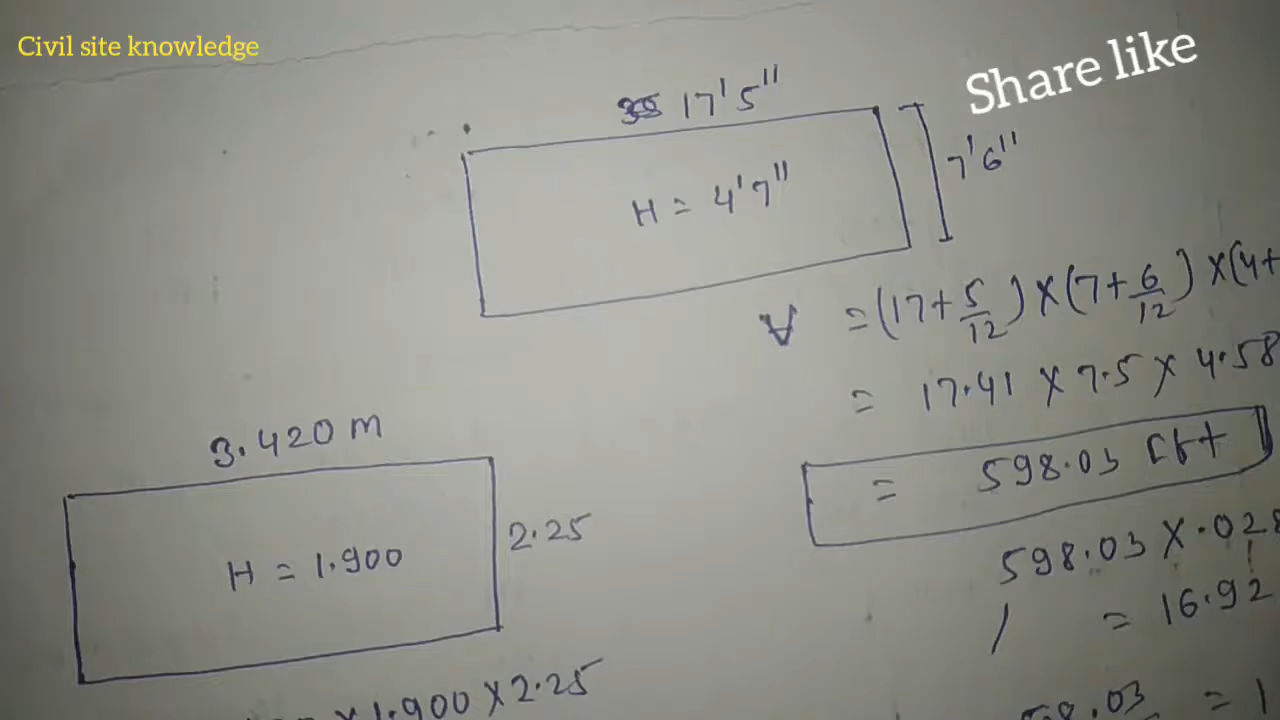 Civil site knowledge
Share like
17'5"
7'6"
H = 4'7"
V = (17+5/12)×(7+6/12)×(4+
= 17.41 × 7.5 × 4.58
= 598.03 Cft
598.03 × .028
= 16.92
3.420 m
2.25
H = 1.900
× 1.900 × 2.25